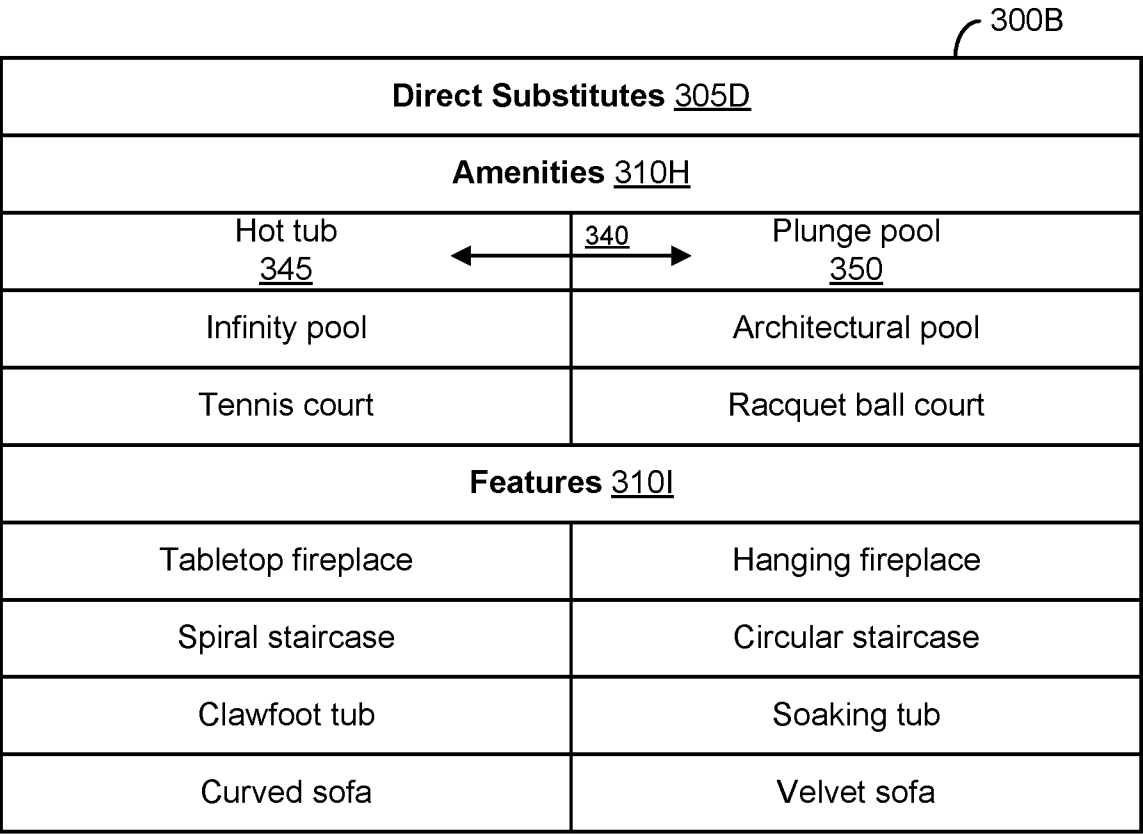 300B
Direct Substitutes 305D
Amenities 310H
Hot tub
345
340
Plunge pool
350
Infinity pool
Architectural pool
Tennis court
Racquet ball court
Features 310I
Tabletop fireplace
Hanging fireplace
Spiral staircase
Circular staircase
Clawfoot tub
Soaking tub
Curved sofa
Velvet sofa